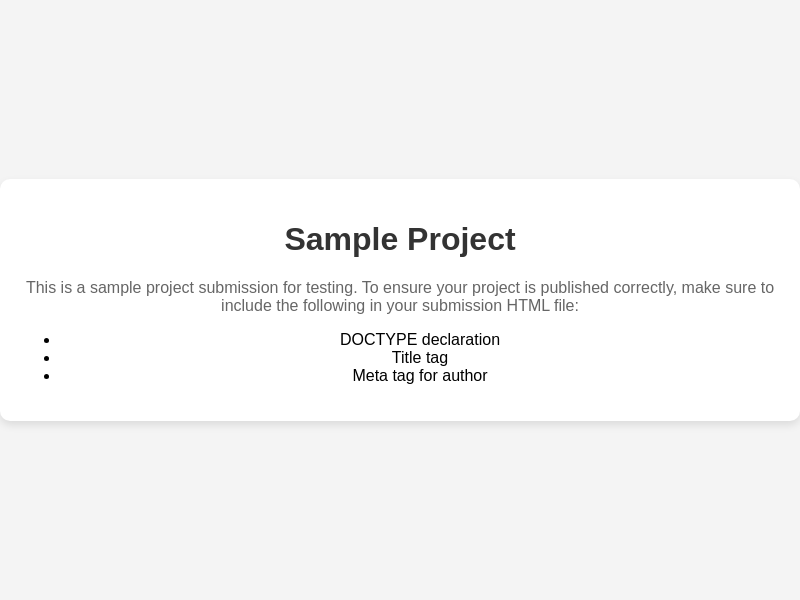 Sample Project
This is a sample project submission for testing. To ensure your project is published correctly, make sure to
include the following in your submission HTML file:
DOCTYPE declaration
Title tag
Meta tag for author